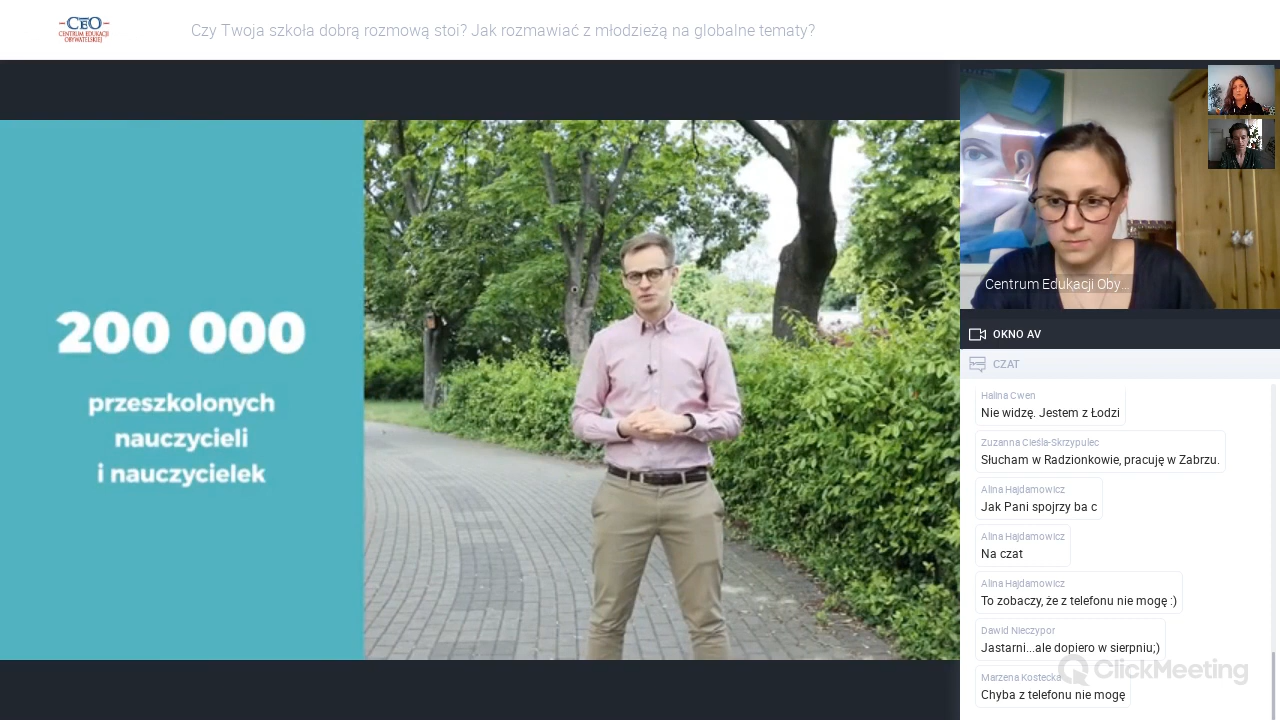 CEO
CENTRUM EDUKACJI
OBYWATELSKIEJ
Czy Twoja szkoła dobrą rozmową stoi? Jak rozmawiać z młodzieżą na globalne tematy?
200 000
przeszkolonych
nauczycieli
i nauczycielek
Centrum Edukacji Oby...
OKNO AV
CZAT
Halina Cwen
Nie widzę. Jestem z Łodzi
Zuzanna Cieśla-Skrzypulec
Słucham w Radzionkowie, pracuję w Zabrzu.
Alina Hajdamowicz
Jak Pani spojrzy ba c
Alina Hajdamowicz
Na czat
Alina Hajdamowicz
To zobaczy, że z telefonu nie mogę :)
Dawid Nieczypor
Jastarni...ale dopiero w sierpniu;)
Marzena Kostecka
Chyba z telefonu nie mogę
ClickMeeting